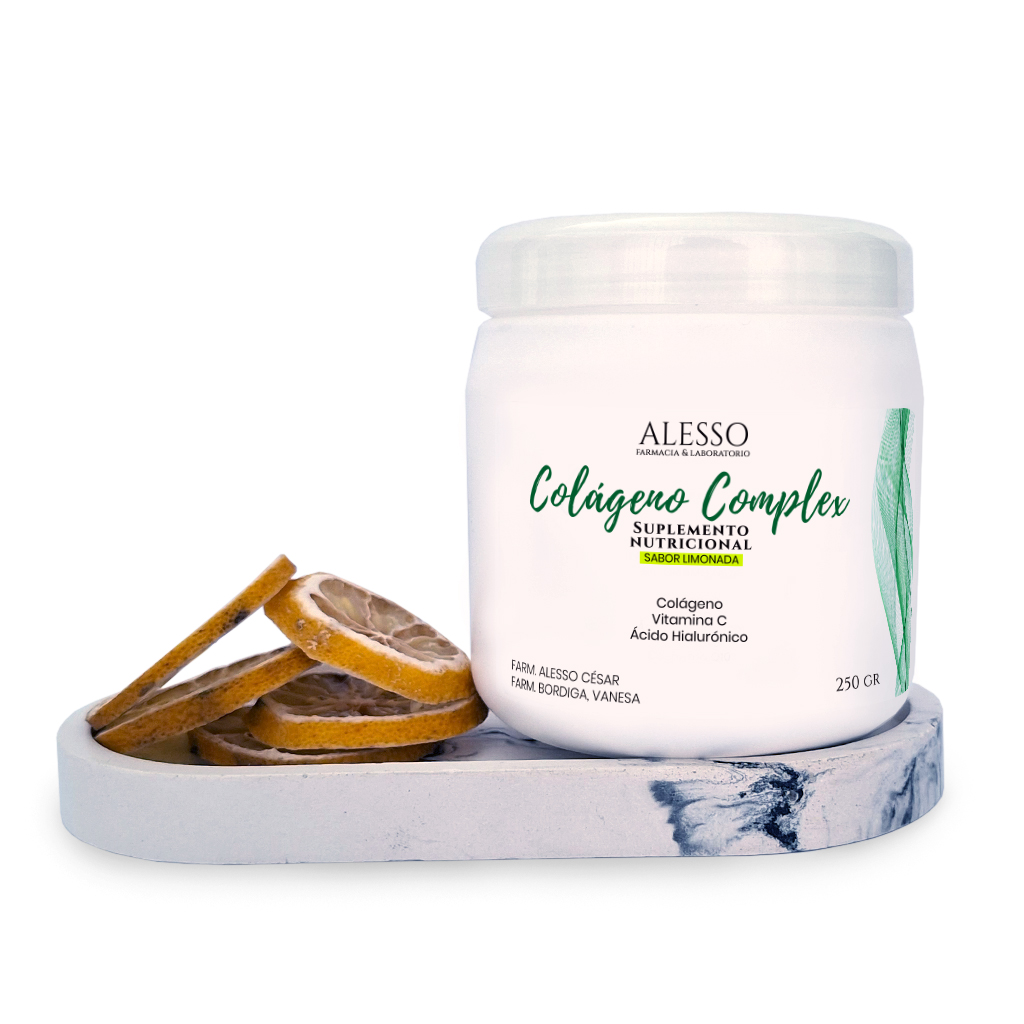 ALESSO
FARMACIA & LABORATORIO
Colágeno Complex
SUPLEMENTO
NUTRICIONAL
SABOR LIMONADA
Colágeno
Vitamina C
Ácido Hialurónico
FARM. ALESSO CÉSAR
FARM. BORDIGA, VANESA
250 GR